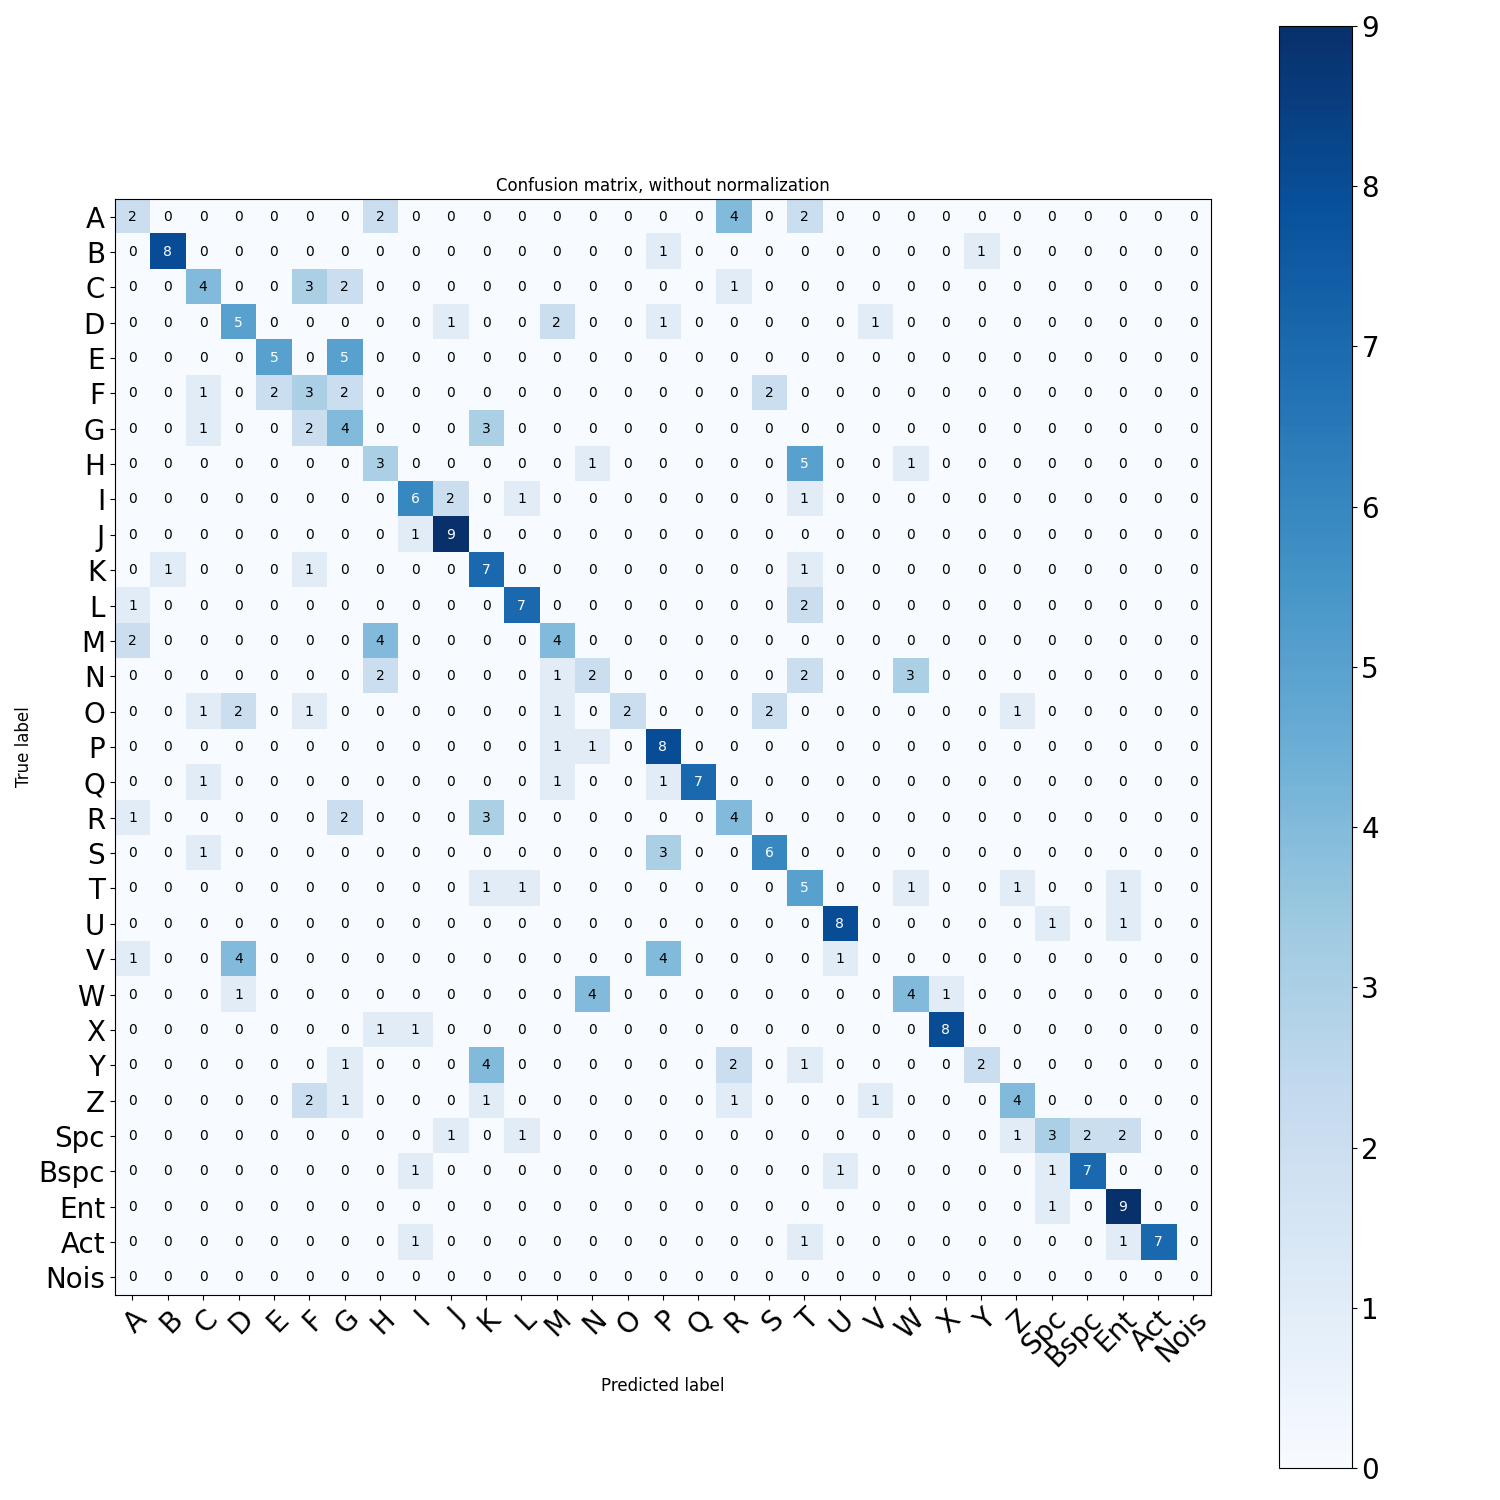 Confusion matrix, without normalization
A 2 0 0 0 0 0 0 2 0 0 0 0 0 0 0 0 0 4 0 2 0 0 0 0 0 0 0 0 0 0 0
B 0 8 0 0 0 0 0 0 0 0 0 0 0 0 0 1 0 0 0 0 0 0 0 0 1 0 0 0 0 0 0
C 0 0 4 0 0 3 2 0 0 0 0 0 0 0 0 0 0 1 0 0 0 0 0 0 0 0 0 0 0 0 0
D 0 0 0 5 0 0 0 0 0 1 0 0 2 0 0 1 0 0 0 0 0 1 0 0 0 0 0 0 0 0 0
E 0 0 0 0 5 0 5 0 0 0 0 0 0 0 0 0 0 0 0 0 0 0 0 0 0 0 0 0 0 0 0
F 0 0 1 0 2 3 2 0 0 0 0 0 0 0 0 0 0 0 2 0 0 0 0 0 0 0 0 0 0 0 0
G 0 0 1 0 0 2 4 0 0 0 3 0 0 0 0 0 0 0 0 0 0 0 0 0 0 0 0 0 0 0 0
H 0 0 0 0 0 0 0 3 0 0 0 0 0 1 0 0 0 0 0 5 0 0 1 0 0 0 0 0 0 0 0
I 0 0 0 0 0 0 0 0 6 2 0 1 0 0 0 0 0 0 0 1 0 0 0 0 0 0 0 0 0 0 0
J 0 0 0 0 0 0 0 0 1 9 0 0 0 0 0 0 0 0 0 0 0 0 0 0 0 0 0 0 0 0 0
K 0 1 0 0 0 1 0 0 0 0 7 0 0 0 0 0 0 0 0 1 0 0 0 0 0 0 0 0 0 0 0
L 1 0 0 0 0 0 0 0 0 0 0 7 0 0 0 0 0 0 0 2 0 0 0 0 0 0 0 0 0 0 0
M 2 0 0 0 0 0 0 4 0 0 0 0 4 0 0 0 0 0 0 0 0 0 0 0 0 0 0 0 0 0 0
N 0 0 0 0 0 0 0 2 0 0 0 0 1 2 0 0 0 0 0 2 0 0 3 0 0 0 0 0 0 0 0
O 0 0 1 2 0 1 0 0 0 0 0 0 1 0 2 0 0 0 2 0 0 0 0 0 0 1 0 0 0 0 0
P 0 0 0 0 0 0 0 0 0 0 0 0 1 1 0 8 0 0 0 0 0 0 0 0 0 0 0 0 0 0 0
Q 0 0 1 0 0 0 0 0 0 0 0 0 1 0 0 1 7 0 0 0 0 0 0 0 0 0 0 0 0 0 0
R 1 0 0 0 0 0 2 0 0 0 3 0 0 0 0 0 0 4 0 0 0 0 0 0 0 0 0 0 0 0 0
S 0 0 1 0 0 0 0 0 0 0 0 0 0 0 0 3 0 0 6 0 0 0 0 0 0 0 0 0 0 0 0
T 0 0 0 0 0 0 0 0 0 0 1 1 0 0 0 0 0 0 0 5 0 0 1 0 0 1 0 0 1 0 0
U 0 0 0 0 0 0 0 0 0 0 0 0 0 0 0 0 0 0 0 0 8 0 0 0 0 0 1 0 1 0 0
V 1 0 0 4 0 0 0 0 0 0 0 0 0 0 0 4 0 0 0 0 1 0 0 0 0 0 0 0 0 0 0
W 0 0 0 1 0 0 0 0 0 0 0 0 0 4 0 0 0 0 0 0 0 0 4 1 0 0 0 0 0 0 0
X 0 0 0 0 0 0 0 1 1 0 0 0 0 0 0 0 0 0 0 0 0 0 0 8 0 0 0 0 0 0 0
Y 0 0 0 0 0 0 1 0 0 0 4 0 0 0 0 0 0 2 0 1 0 0 0 0 2 0 0 0 0 0 0
Z 0 0 0 0 0 2 1 0 0 0 1 0 0 0 0 0 0 1 0 0 0 1 0 0 0 4 0 0 0 0 0
Spc 0 0 0 0 0 0 0 0 0 1 0 1 0 0 0 0 0 0 0 0 0 0 0 0 0 1 3 2 2 0 0
Bspc 0 0 0 0 0 0 0 0 1 0 0 0 0 0 0 0 0 0 0 0 1 0 0 0 0 0 1 7 0 0 0
Ent 0 0 0 0 0 0 0 0 0 0 0 0 0 0 0 0 0 0 0 0 0 0 0 0 0 0 1 0 9 0 0
Act 0 0 0 0 0 0 0 0 1 0 0 0 0 0 0 0 0 0 0 1 0 0 0 0 0 0 0 0 1 7 0
Nois 0 0 0 0 0 0 0 0 0 0 0 0 0 0 0 0 0 0 0 0 0 0 0 0 0 0 0 0 0 0 0
A B C D E F G H I J K L M N O P Q R S T U V W X Y Z Spc Bspc Ent Act Nois
True label
Predicted label
9
8
7
6
5
4
3
2
1
0